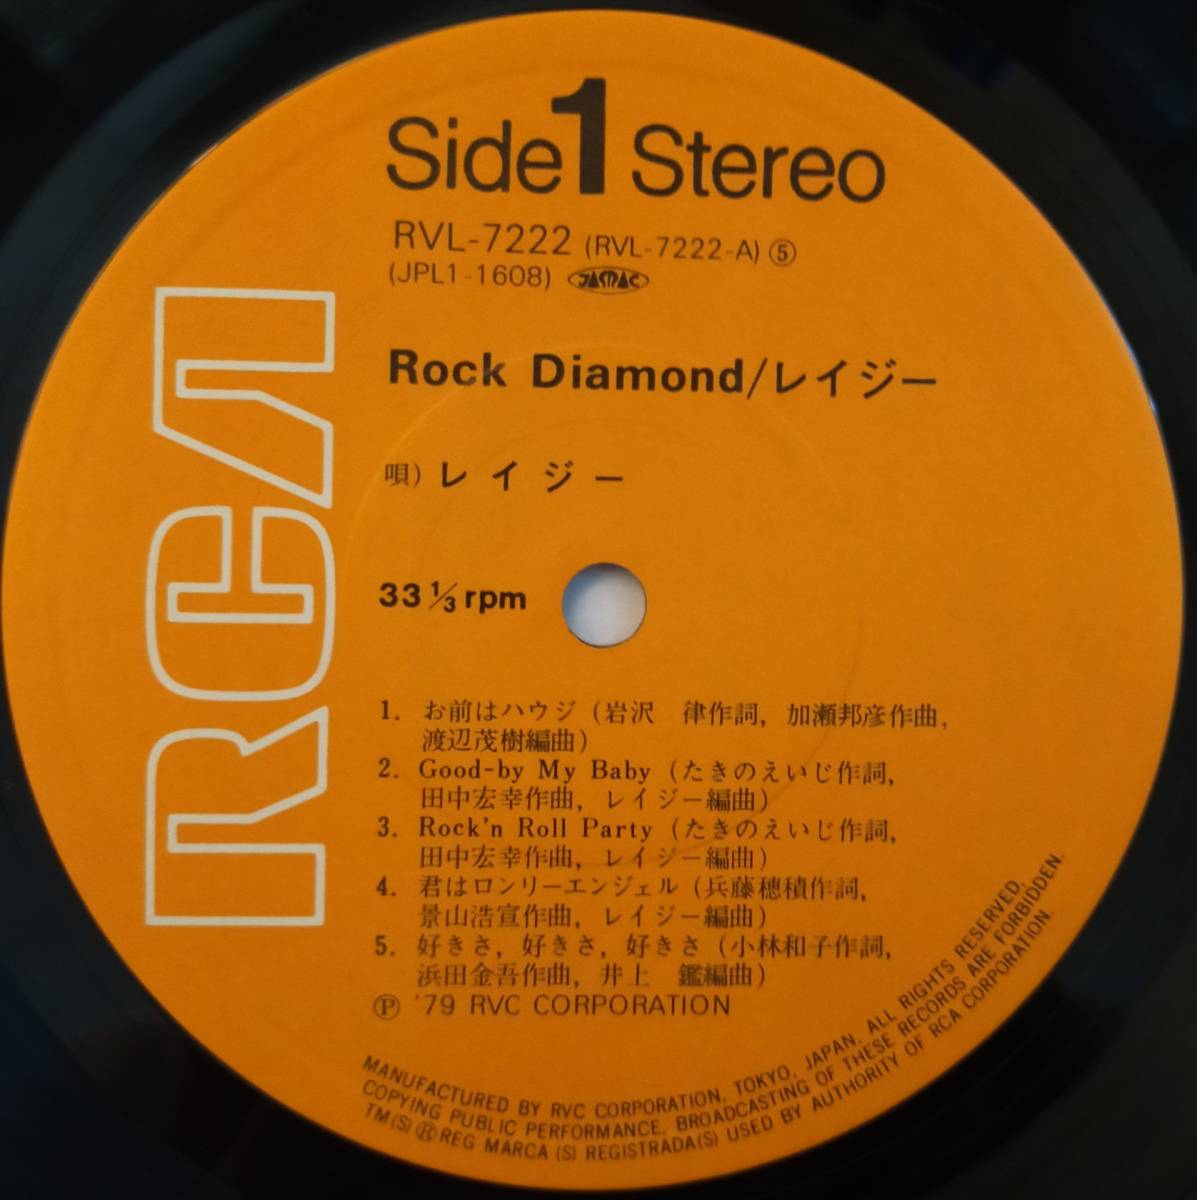 Side 1 Stereo
RVL-7222 (RVL-7222-A) ⑤
(JPL1-1608) JASRAC
Rock Diamond/レイジー
唄) レイジー
RCA
33 1/3 rpm
1. お前はハウジ (岩沢 律作詞, 加瀬邦彦作曲,
渡辺茂樹編曲)
2. Good-by My Baby (たきのえいじ作詞,
田中宏幸作曲, レイジー編曲)
3. Rock'n Roll Party (たきのえいじ作詞,
田中宏幸作曲, レイジー編曲)
4. 君はロンリーエンジェル (兵藤穂積作詞,
景山浩宣作曲, レイジー編曲)
5. 好きさ, 好きさ, 好きさ (小林和子作詞,
浜田金吾作曲, 井上 鑑編曲)
Ⓟ '79 RVC CORPORATION
MANUFACTURED BY RVC CORPORATION, TOKYO, JAPAN, ALL RIGHTS RESERVED.
COPYING PUBLIC PERFORMANCE, BROADCASTING OF THESE RECORDS ARE FORBIDDEN.
TM(S) ® REG MARCA (S) REGISTRADA(S) USED BY AUTHORITY OF RCA CORPORATION.